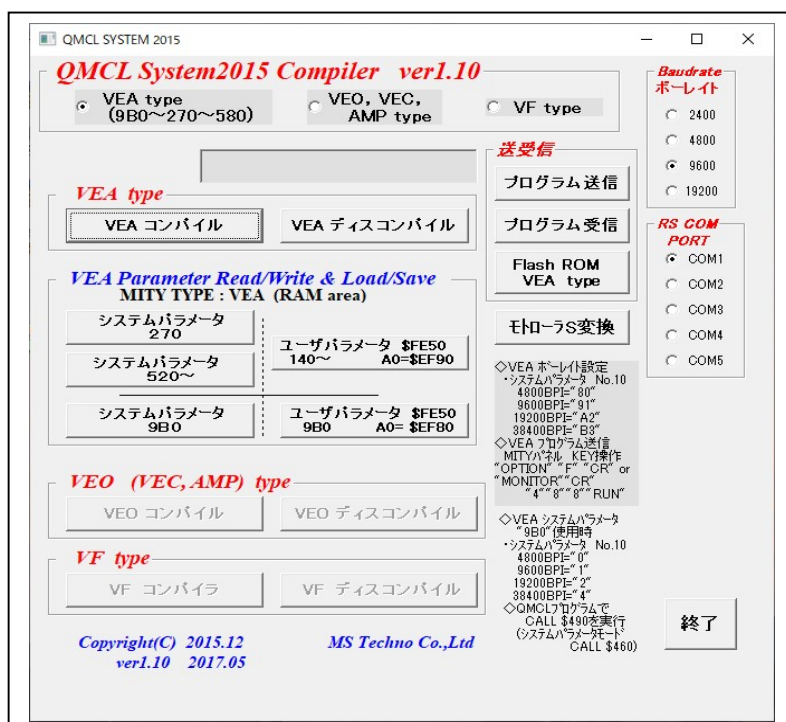 QMCL SYSTEM 2015
QMCL System2015 Compiler ver1.10
VEA type
(9B0～270～580)
VEO, VEC,
AMP type
VF type
Baudrate
ボーレイト
2400
4800
9600
19200
VEA type
VEA コンパイル
VEA ディスコンパイル
送受信
プログラム送信
プログラム受信
Flash ROM
VEA type
モトローラS変換
RS COM
PORT
COM1
COM2
COM3
COM4
COM5
VEA Parameter Read/Write & Load/Save
MITY TYPE : VEA (RAM area)
システムパラメータ
270
システムパラメータ
520～
システムパラメータ
9B0
ユーザパラメータ $FE50
140～ A0=$EF90
ユーザパラメータ $FE50
9B0 A0= $EF80
◇VEA ボーレイト設定
・システムパラメータ No.10
4800BPI="80"
9600BPI="91"
19200BPI="A2"
38400BPI="B3"
◇VEA プログラム送信
MITYパネル KEY操作
"OPTION" "F" "CR" or
"MONITOR""CR"
"4""8""8""RUN"
◇VEA システムパラメータ
"9B0"使用時
・システムパラメータ No.10
4800BPI="0"
9600BPI="1"
19200BPI="2"
38400BPI="4"
◇QMCLプログラムで
CALL $490を実行
(システムパラメータモード
CALL $460)
VEO (VEC, AMP) type
VEO コンパイル
VEO ディスコンパイル
VF type
VF コンパイラ
VF ディスコンパイル
終了
Copyright(C) 2015.12 MS Techno Co.,Ltd
ver1.10 2017.05